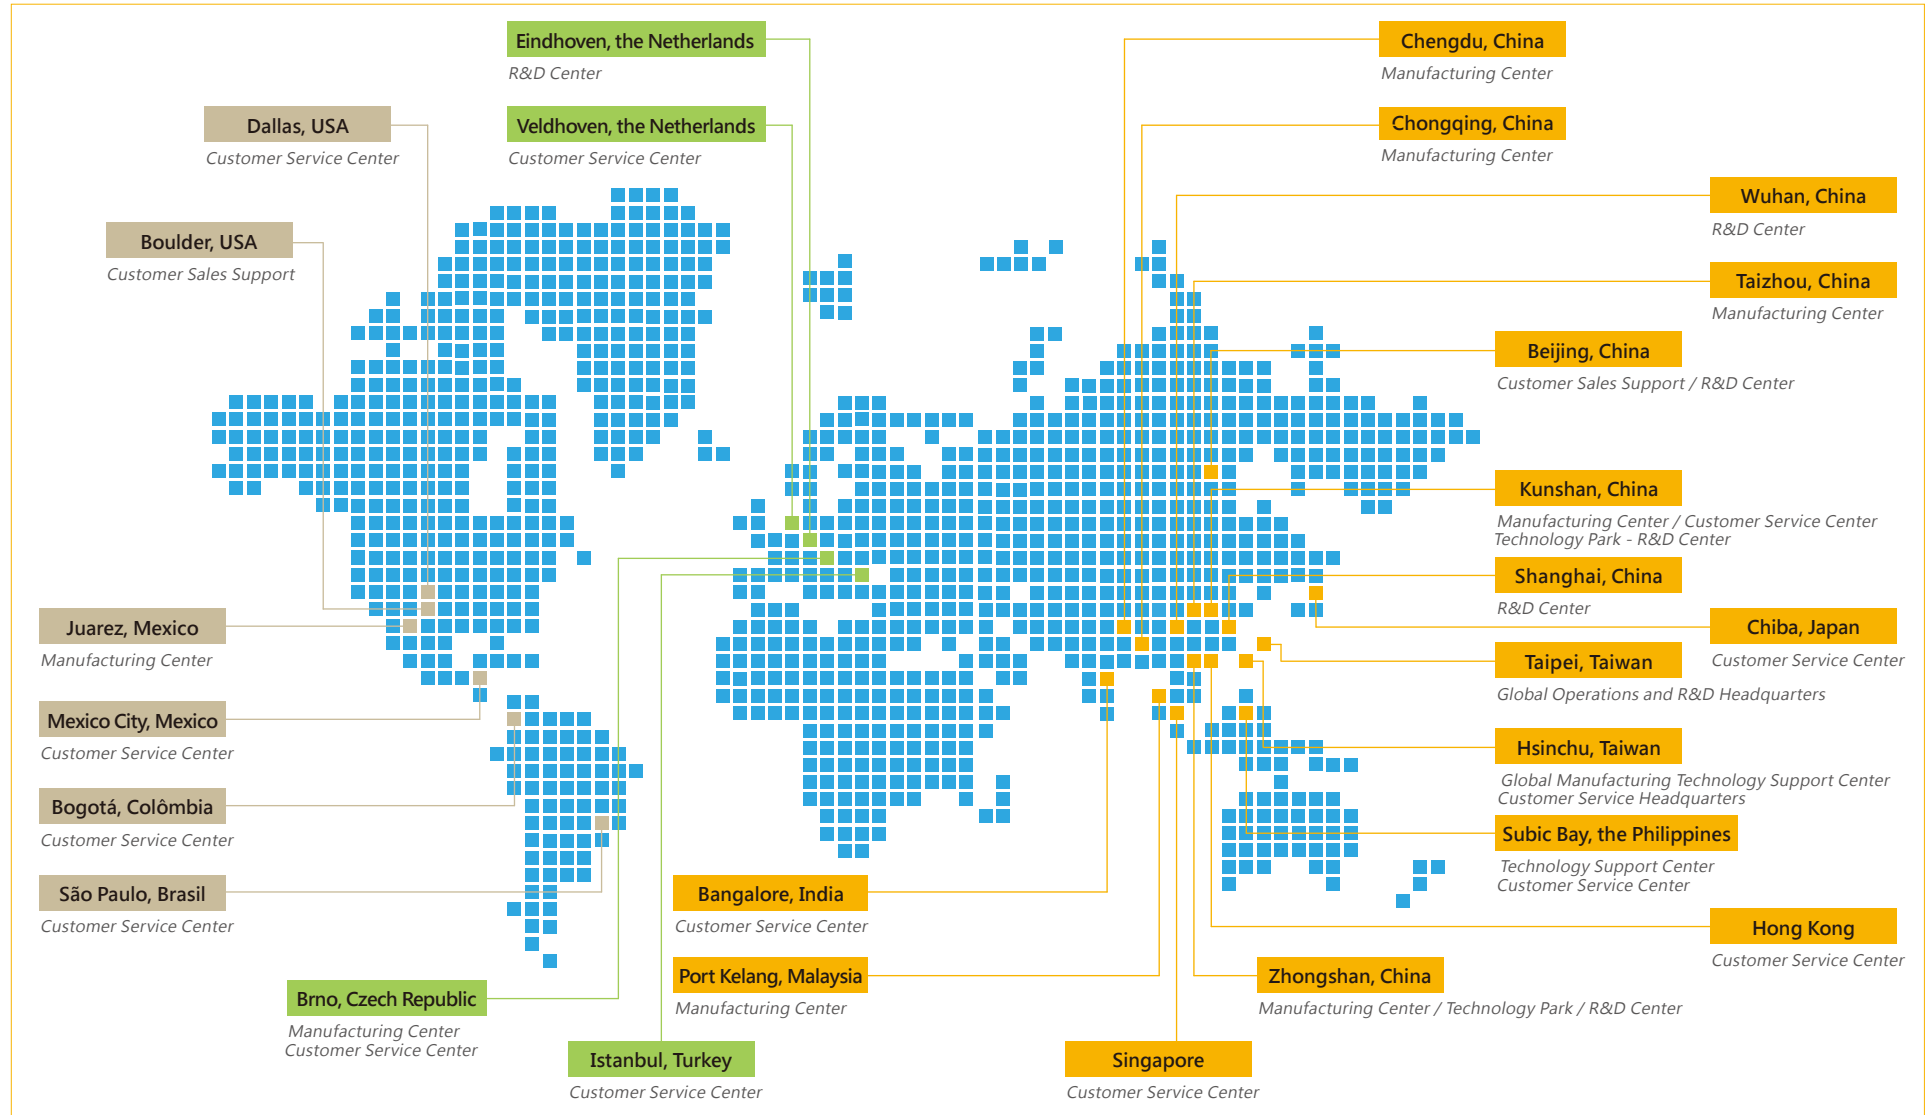 Eindhoven, the Netherlands
R&D Center
Chengdu, China
Manufacturing Center
Dallas, USA
Customer Service Center
Veldhoven, the Netherlands
Customer Service Center
Chongqing, China
Manufacturing Center
Wuhan, China
R&D Center
Boulder, USA
Customer Sales Support
Taizhou, China
Manufacturing Center
Beijing, China
Customer Sales Support / R&D Center
Kunshan, China
Manufacturing Center / Customer Service Center
Technology Park - R&D Center
Shanghai, China
R&D Center
Juarez, Mexico
Manufacturing Center
Chiba, Japan
Customer Service Center
Taipei, Taiwan
Global Operations and R&D Headquarters
Mexico City, Mexico
Customer Service Center
Hsinchu, Taiwan
Global Manufacturing Technology Support Center
Customer Service Headquarters
Bogotá, Colômbia
Customer Service Center
Subic Bay, the Philippines
Technology Support Center
Customer Service Center
São Paulo, Brasil
Customer Service Center
Bangalore, India
Customer Service Center
Hong Kong
Customer Service Center
Port Kelang, Malaysia
Manufacturing Center
Zhongshan, China
Manufacturing Center / Technology Park / R&D Center
Brno, Czech Republic
Manufacturing Center
Customer Service Center
Istanbul, Turkey
Customer Service Center
Singapore
Customer Service Center